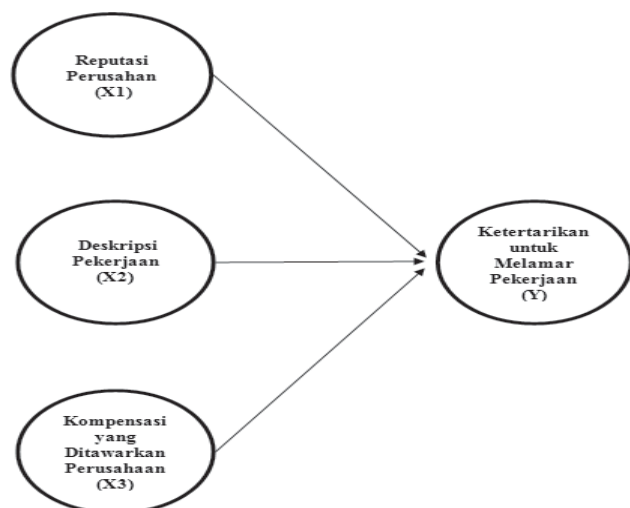 Reputasi
Perusahan
(X1)
Deskripsi
Pekerjaan
(X2)
Ketertarikan
untuk
Melamar
Pekerjaan
(Y)
Kompensasi
yang
Ditawarkan
Perusahaan
(X3)